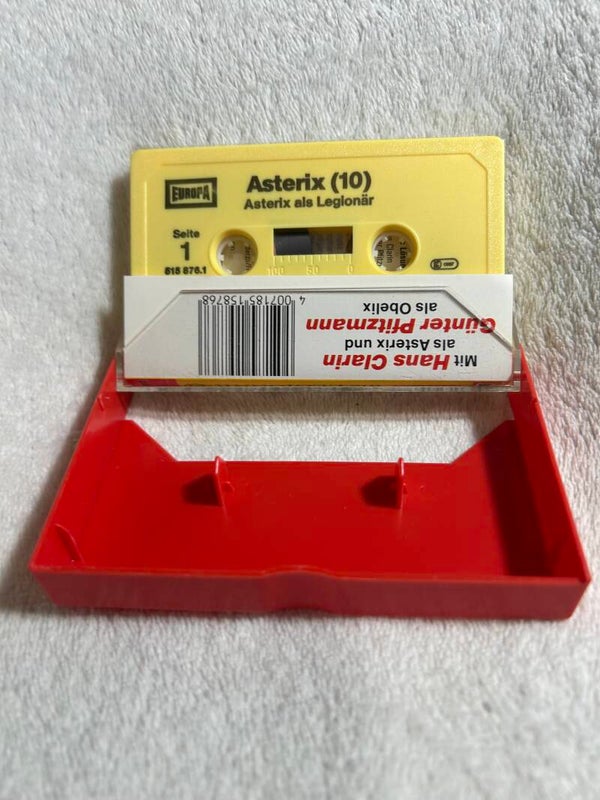 EUROPA
Asterix (10)
Asterix als Legionär
Seite
1
515 876.1
100 50 0
Mit Hans Clarin
als Asterix und
Günter Pfitzmann
als Obelix
4 007185 158768